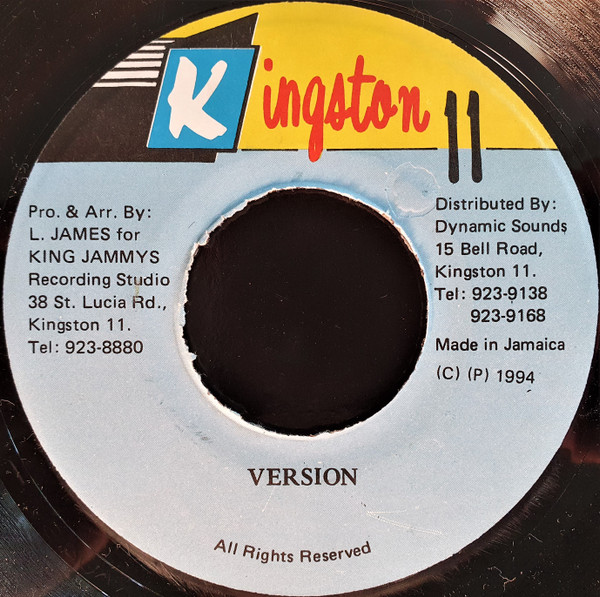 Kingston 11
Pro. & Arr. By:
L. JAMES for
KING JAMMYS
Recording Studio
38 St. Lucia Rd.,
Kingston 11.
Tel: 923-8880
Distributed By:
Dynamic Sounds
15 Bell Road,
Kingston 11.
Tel: 923-9138
923-9168
Made in Jamaica
(C) (P) 1994
VERSION
All Rights Reserved